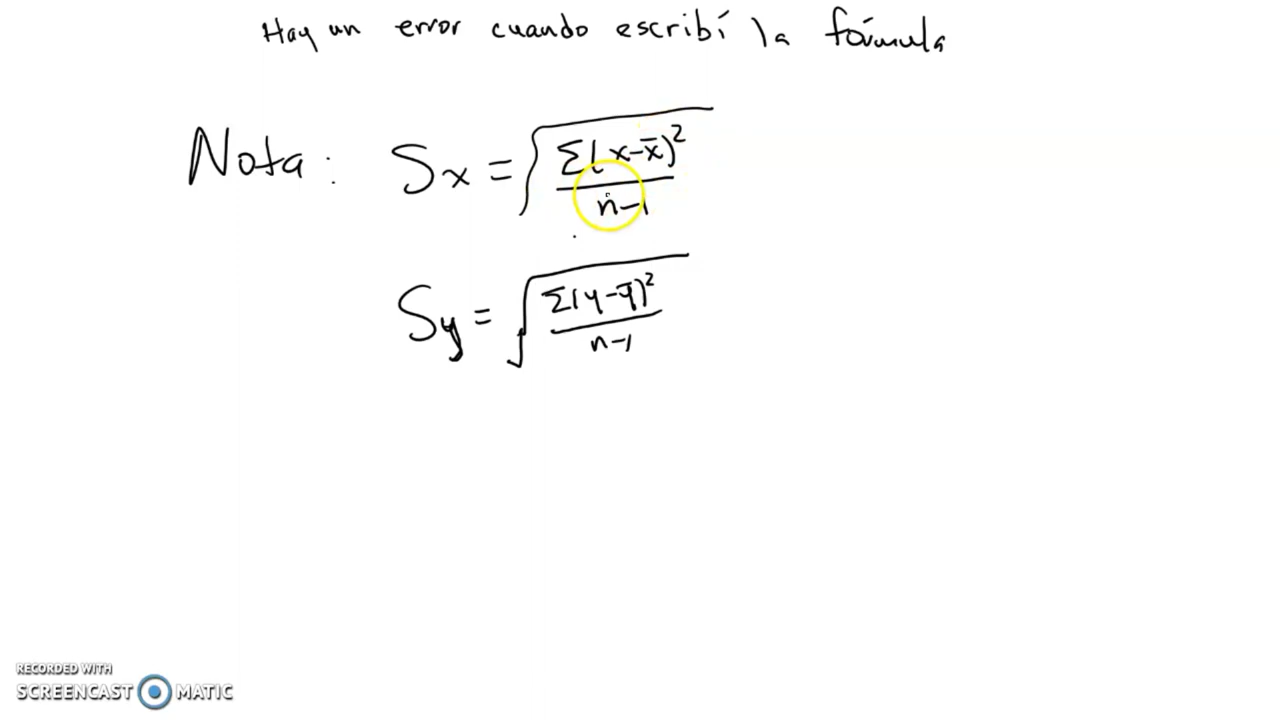 Hay un error cuando escribí la fórmula
Nota: Sx = √(Σ(x-x̄)²/(n-1))
Sy = √(Σ(y-ȳ)²/(n-1))
RECORDED WITH
SCREENCAST MATIC